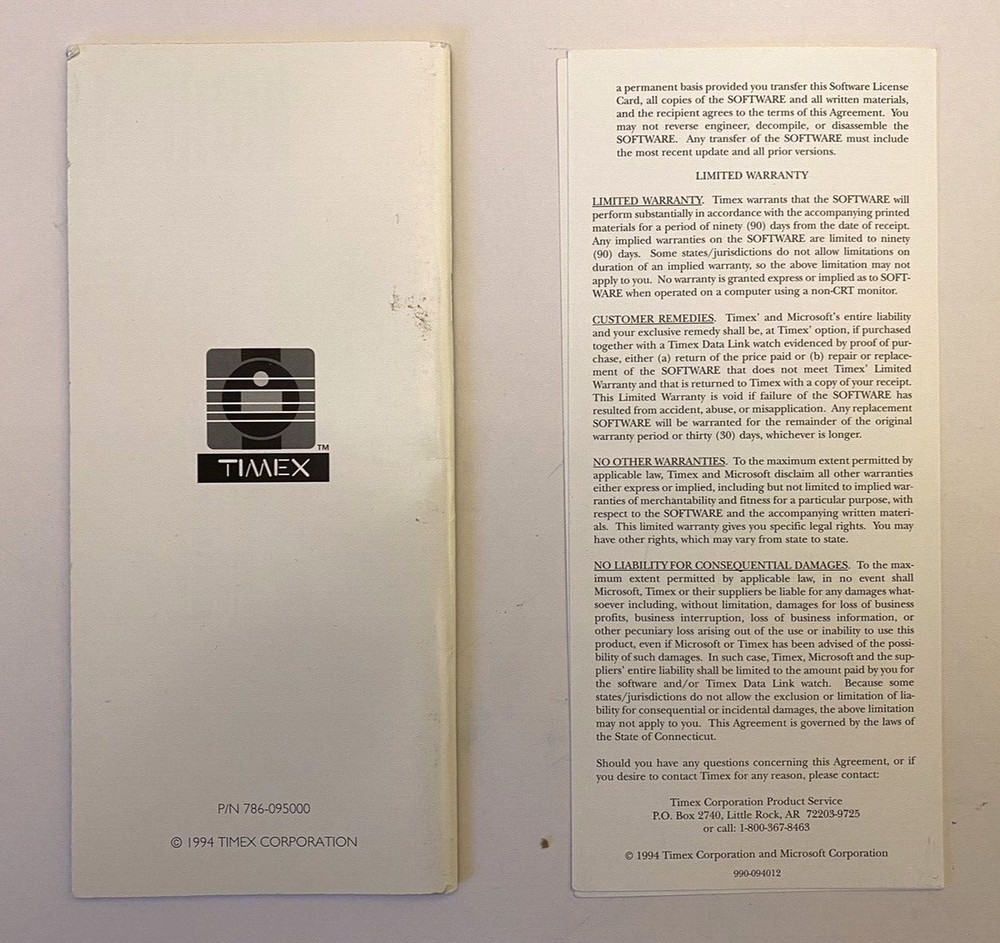 TM
TIMEX
P/N 786-095000
© 1994 TIMEX CORPORATION
a permanent basis provided you transfer this Software License
Card, all copies of the SOFTWARE and all written materials,
and the recipient agrees to the terms of this Agreement. You
may not reverse engineer, decompile, or disassemble the
SOFTWARE. Any transfer of the SOFTWARE must include
the most recent update and all prior versions.
LIMITED WARRANTY
LIMITED WARRANTY. Timex warrants that the SOFTWARE will
perform substantially in accordance with the accompanying printed
materials for a period of ninety (90) days from the date of receipt.
Any implied warranties on the SOFTWARE are limited to ninety
(90) days. Some states/jurisdictions do not allow limitations on
duration of an implied warranty, so the above limitation may not
apply to you. No warranty is granted express or implied as to SOFT-
WARE when operated on a computer using a non-CRT monitor.
CUSTOMER REMEDIES. Timex' and Microsoft's entire liability
and your exclusive remedy shall be, at Timex' option, if purchased
together with a Timex Data Link watch evidenced by proof of pur-
chase, either (a) return of the price paid or (b) repair or replace-
ment of the SOFTWARE that does not meet Timex' Limited
Warranty and that is returned to Timex with a copy of your receipt.
This Limited Warranty is void if failure of the SOFTWARE has
resulted from accident, abuse, or misapplication. Any replacement
SOFTWARE will be warranted for the remainder of the original
warranty period or thirty (30) days, whichever is longer.
NO OTHER WARRANTIES. To the maximum extent permitted by
applicable law, Timex and Microsoft disclaim all other warranties
either express or implied, including but not limited to implied war-
ranties of merchantability and fitness for a particular purpose, with
respect to the SOFTWARE and the accompanying written materi-
als. This limited warranty gives you specific legal rights. You may
have other rights, which may vary from state to state.
NO LIABILITY FOR CONSEQUENTIAL DAMAGES. To the max-
imum extent permitted by applicable law, in no event shall
Microsoft, Timex or their suppliers be liable for any damages what-
soever including, without limitation, damages for loss of business
profits, business interruption, loss of business information, or
other pecuniary loss arising out of the use or inability to use this
product, even if Microsoft or Timex has been advised of the possi-
bility of such damages. In such case, Timex, Microsoft and the sup-
pliers' entire liability shall be limited to the amount paid by you for
the software and/or Timex Data Link watch. Because some
states/jurisdictions do not allow the exclusion or limitation of lia-
bility for consequential or incidental damages, the above limitation
may not apply to you. This Agreement is governed by the laws of
the State of Connecticut.
Should you have any questions concerning this Agreement, or if
you desire to contact Timex for any reason, please contact:
Timex Corporation Product Service
P.O. Box 2740, Little Rock, AR 72203-9725
or call: 1-800-367-8463
© 1994 Timex Corporation and Microsoft Corporation
990-094012